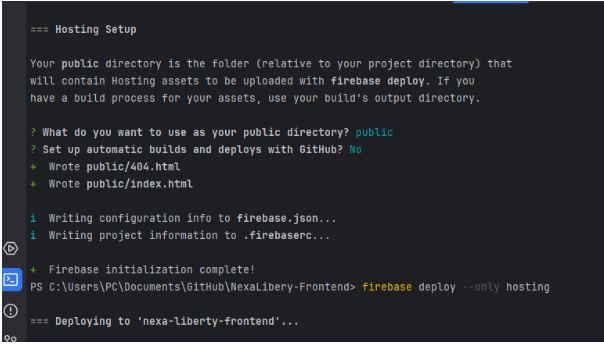 === Hosting Setup
Your public directory is the folder (relative to your project directory) that
will contain Hosting assets to be uploaded with firebase deploy. If you
have a build process for your assets, use your build's output directory.
? What do you want to use as your public directory? public
? Set up automatic builds and deploys with GitHub? No
+  Wrote public/404.html
+  Wrote public/index.html
i  Writing configuration info to firebase.json...
i  Writing project information to .firebaserc...
+  Firebase initialization complete!
PS C:\Users\PC\Documents\GitHub\NexaLibery-Frontend> firebase deploy --only hosting
=== Deploying to 'nexa-liberty-frontend'...